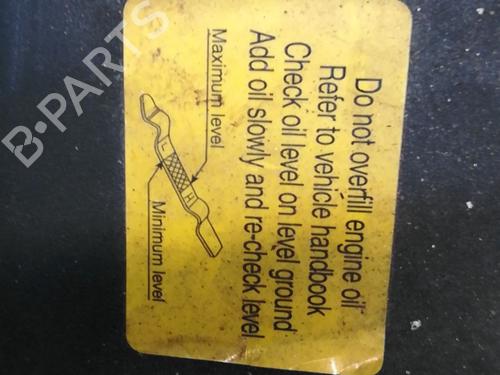 Do not overfill engine oil
Refer to vehicle handbook
Check oil level on level ground
Add oil slowly and re-check level
Maximum level
L
H
Minimum level
B-PARTS